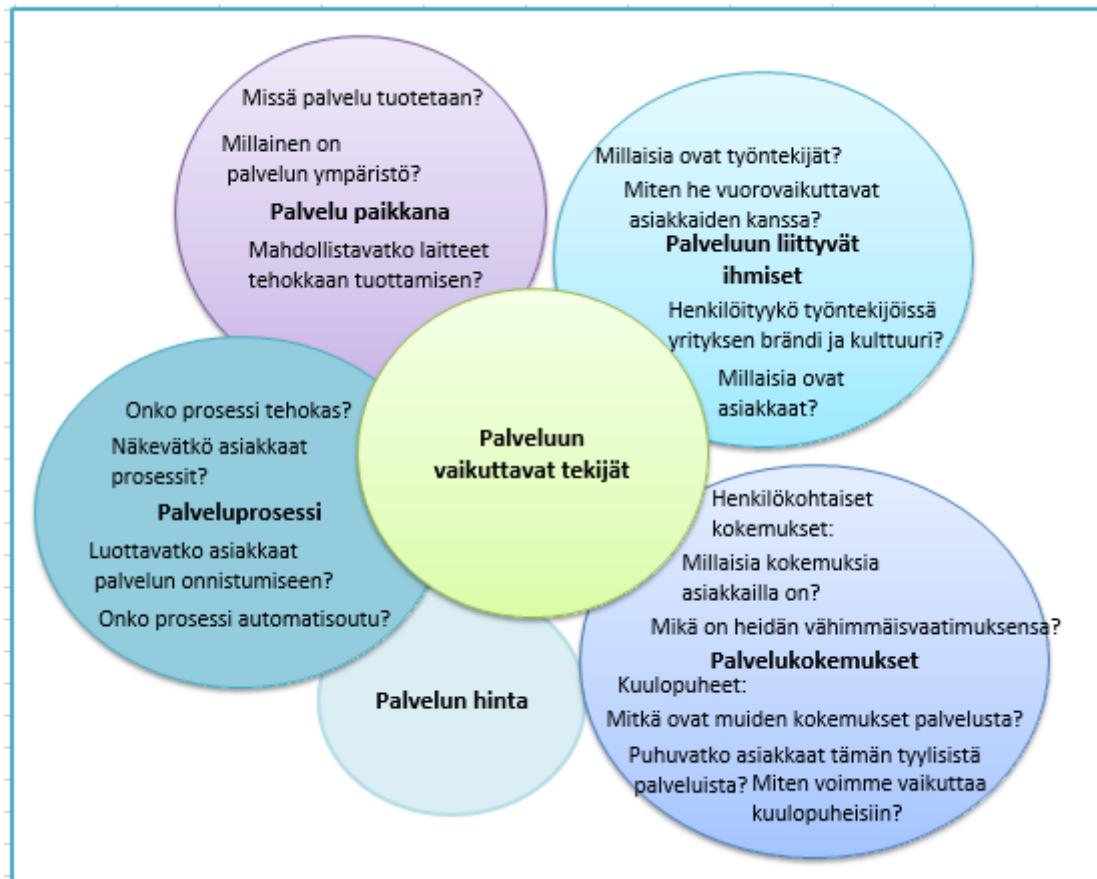 Missä palvelu tuotetaan?
Millainen on
palvelun ympäristö?
Palvelu paikkana
Mahdollistavatko laitteet
tehokkaan tuottamisen?
Millaisia ovat työntekijät?
Miten he vuorovaikuttavat
asiakkaiden kanssa?
Palveluun liittyvät
ihmiset
Henkilöityykö työntekijöissä
yrityksen brändi ja kulttuuri?
Millaisia ovat
asiakkaat?
Palveluun
vaikuttavat tekijät
Onko prosessi tehokas?
Näkevätkö asiakkaat
prosessit?
Palveluprosessi
Luottavatko asiakkaat
palvelun onnistumiseen?
Onko prosessi automatisoutu?
Palvelun hinta
Henkilökohtaiset
kokemukset:
Millaisia kokemuksia
asiakkailla on?
Mikä on heidän vähimmäisvaatimuksensa?
Palvelukokemukset
Kuulopuheet:
Mitkä ovat muiden kokemukset palvelusta?
Puhuvatko asiakkaat tämän tyylisistä
palveluista? Miten voimme vaikuttaa
kuulopuheisiin?